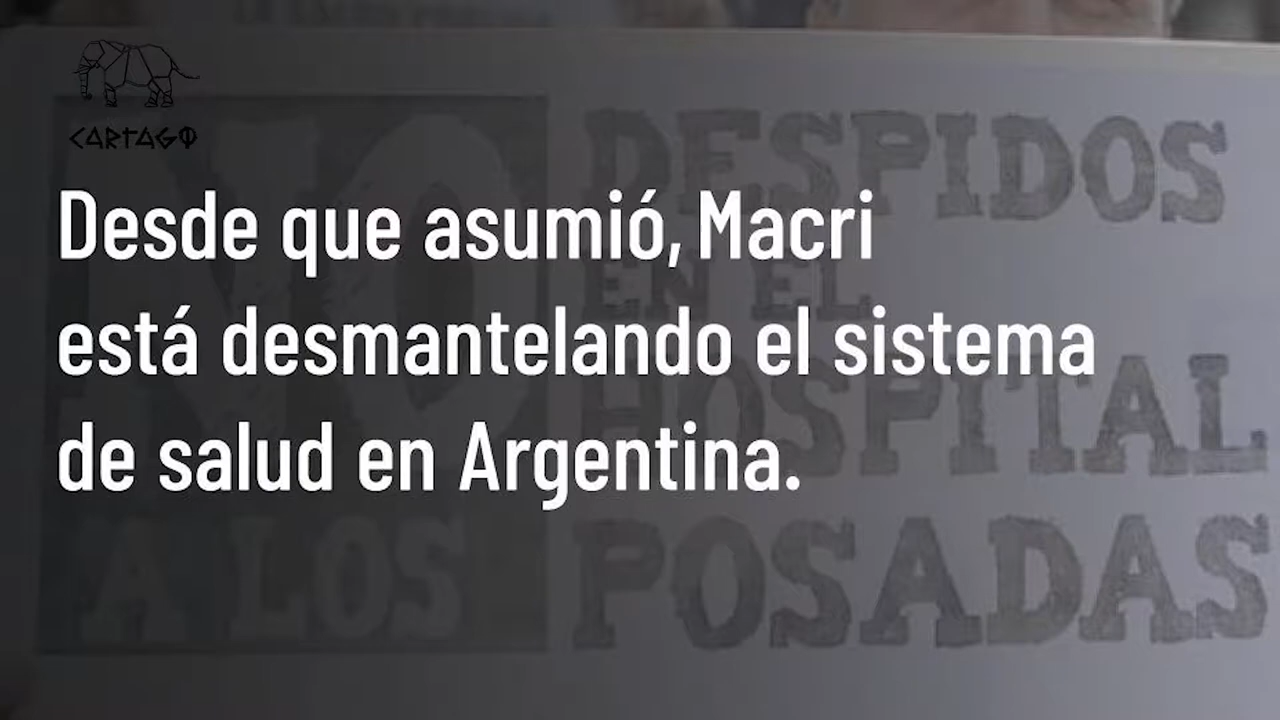 CARTAGO
Desde que asumió, Macri
está desmantelando el sistema
de salud en Argentina.
NO
A LOS
DESPIDOS
EN EL
HOSPITAL
POSADAS